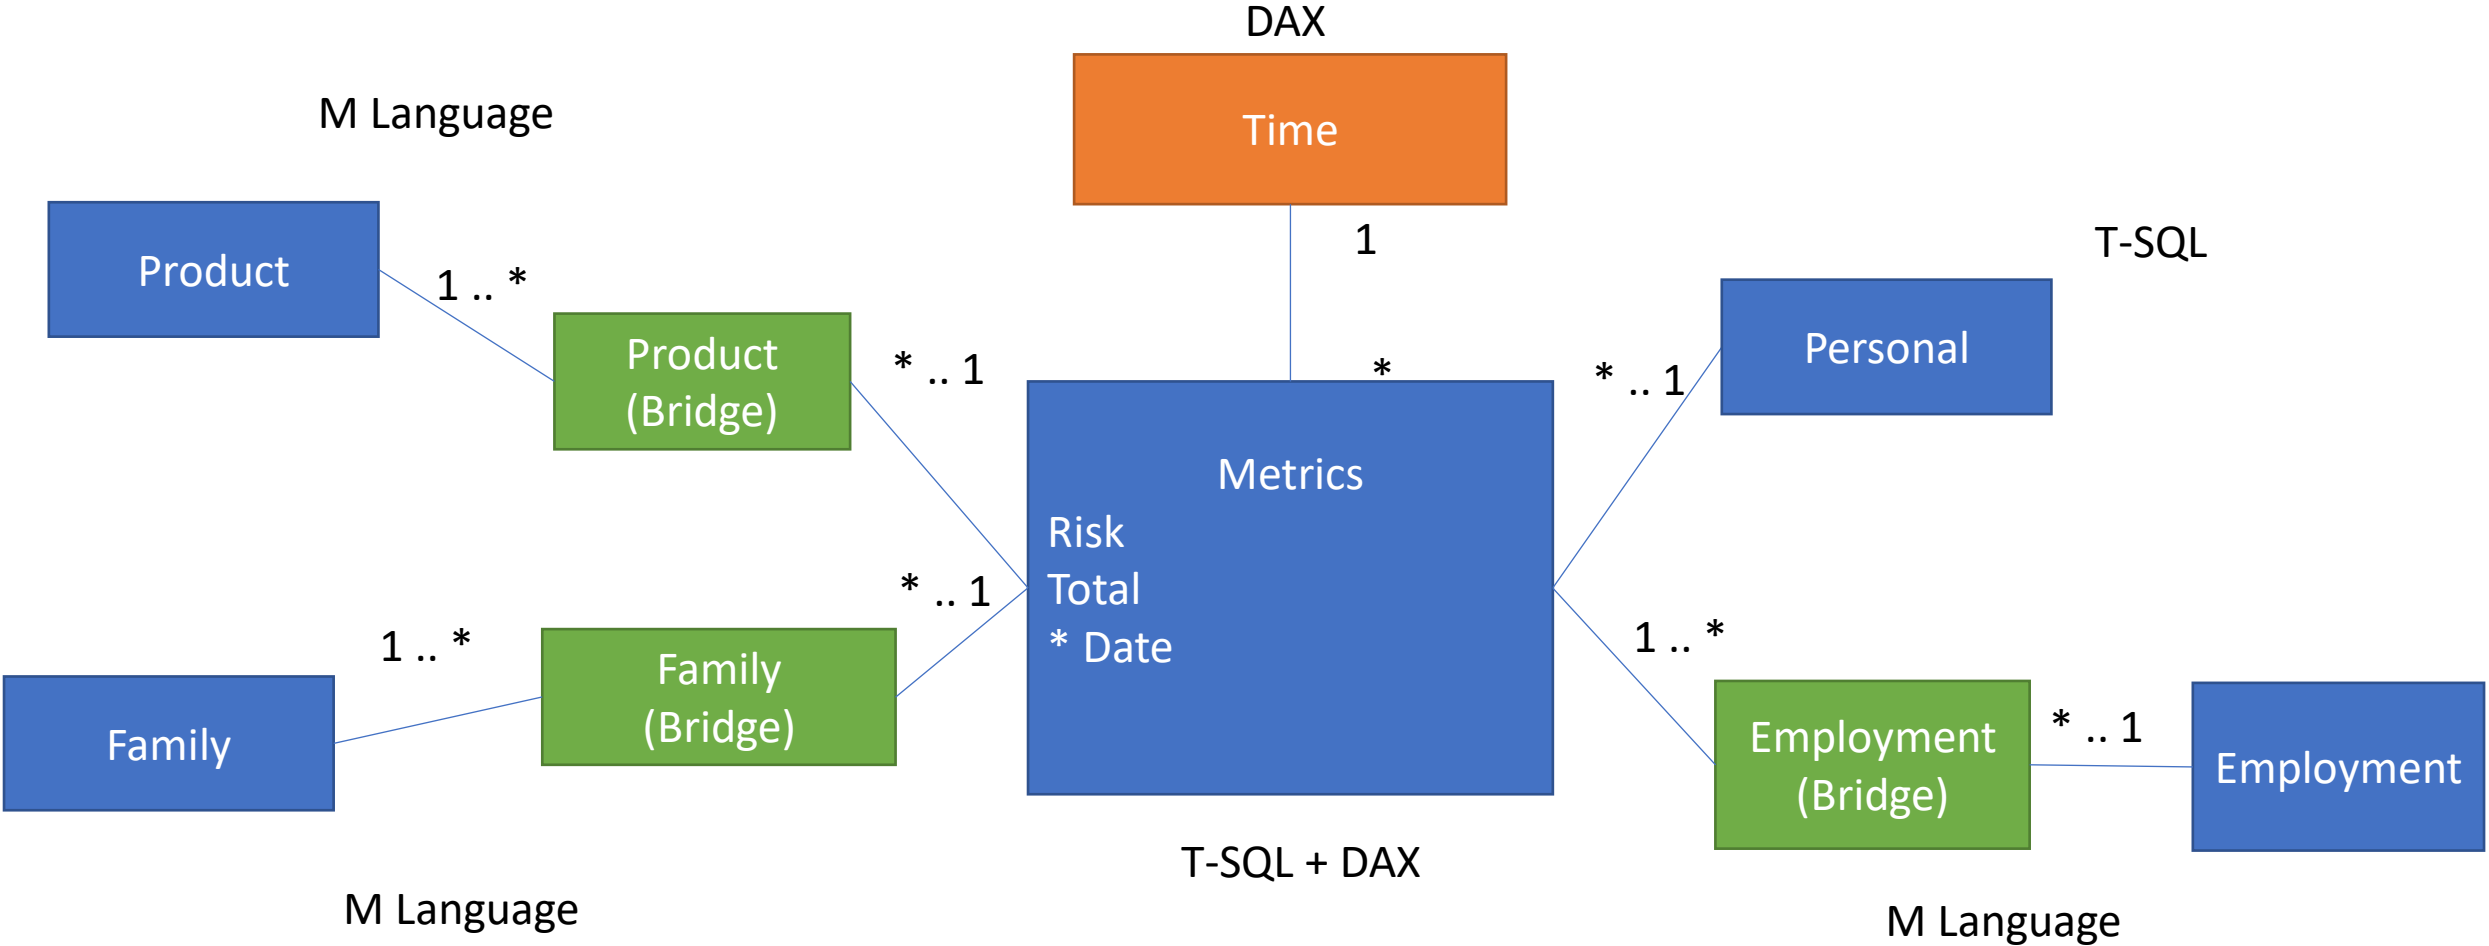 DAX
M Language
Time
Product
1 .. *
1
T-SQL
Product
(Bridge)
* .. 1
*
* .. 1
Personal
Metrics
Risk
Total
* Date
* .. 1
1 .. *
1 .. *
Family
Family
(Bridge)
Employment
(Bridge)
* .. 1
Employment
T-SQL + DAX
M Language
M Language